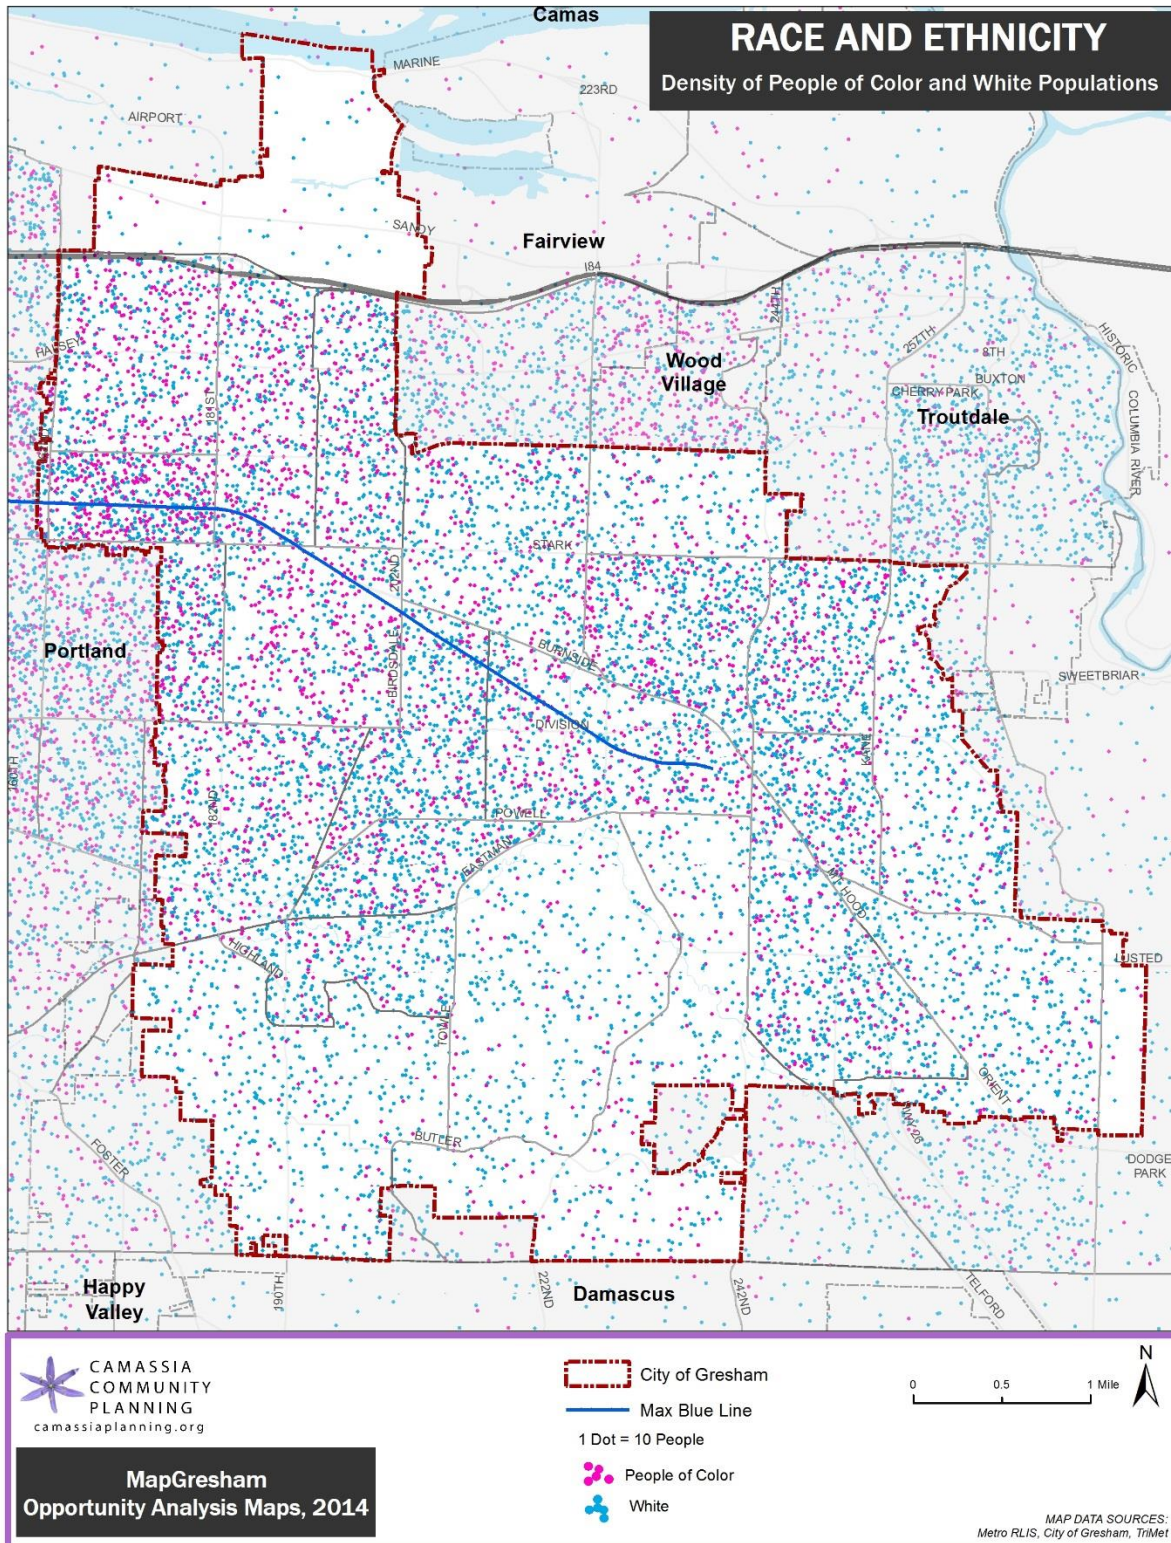 Camas
RACE AND ETHNICITY
Density of People of Color and White Populations
MARINE
223RD
AIRPORT
SANDY
Fairview
I84
244TH
HISTORIC
257TH
HALSEY
8TH
Wood
Village
BUXTON
CHERRY PARK
181ST
Troutdale
COLUMBIA RIVER
STARK
202ND
BURNSIDE
Portland
BIRDSDALE
SWEETBRIAR
DIVISION
KANE
182ND
POWELL
EASTMAN
MT HOOD
HIGHLAND
LUSTED
TOWLE
ORIENT
HWY 26
BUTLER
FOSTER
DODGE
PARK
Happy
Valley
190TH
222ND
Damascus
242ND
TELFORD
CAMASSIA
COMMUNITY
PLANNING
camassiaplanning.org
MapGresham
Opportunity Analysis Maps, 2014
City of Gresham
Max Blue Line
1 Dot = 10 People
People of Color
White
0 0.5 1 Mile
N
MAP DATA SOURCES:
Metro RLIS, City of Gresham, TriMet